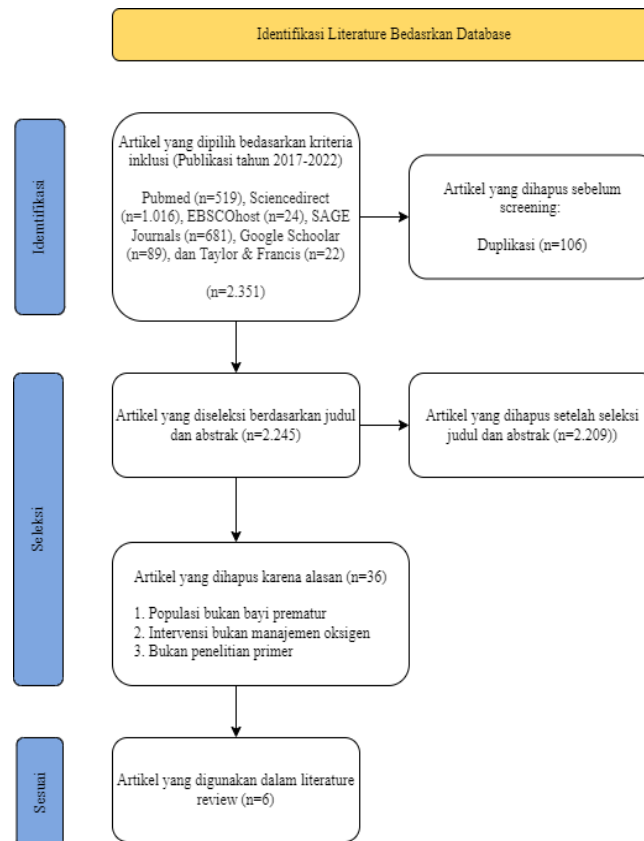 Identifikasi Literature Bedasrkan Database
Identifikasi
Artikel yang dipilih bedasarkan kriteria
inklusi (Publikasi tahun 2017-2022)
Pubmed (n=519), Sciencedirect
(n=1.016), EBSCOhost (n=24), SAGE
Journals (n=681), Google Schoolar
(n=89), dan Taylor & Francis (n=22)
(n=2.351)
Artikel yang dihapus sebelum
screening:
Duplikasi (n=106)
Seleksi
Artikel yang diseleksi berdasarkan judul
dan abstrak (n=2.245)
Artikel yang dihapus setelah seleksi
judul dan abstrak (n=2.209))
Artikel yang dihapus karena alasan (n=36)
1. Populasi bukan bayi prematur
2. Intervensi bukan manajemen oksigen
3. Bukan penelitian primer
Sesuai
Artikel yang digunakan dalam literature
review (n=6)